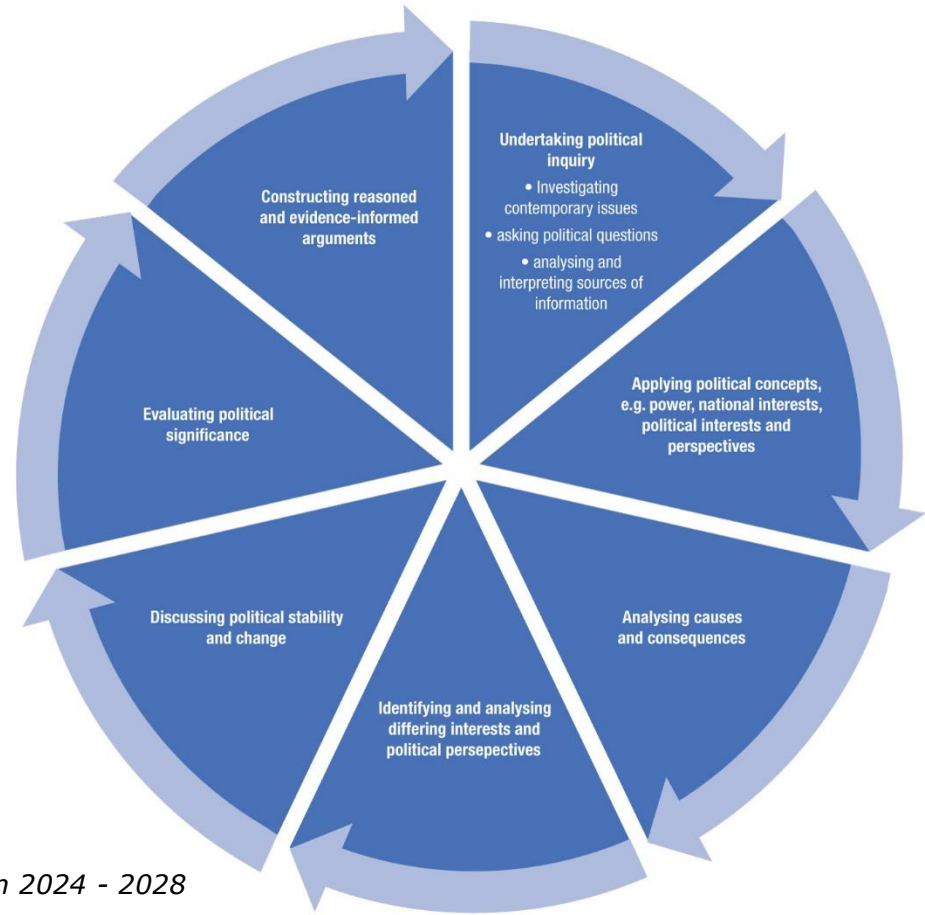 Undertaking political
inquiry
• Investigating
contemporary issues
• asking political questions
• analysing and
interpreting sources of
information
Applying political concepts,
e.g. power, national interests,
political interests and
perspectives
Analysing causes
and consequences
Identifying and analysing
differing interests and
political persepectives
Discussing political stability
and change
Evaluating political
significance
Constructing reasoned
and evidence-informed
arguments
2024 - 2028